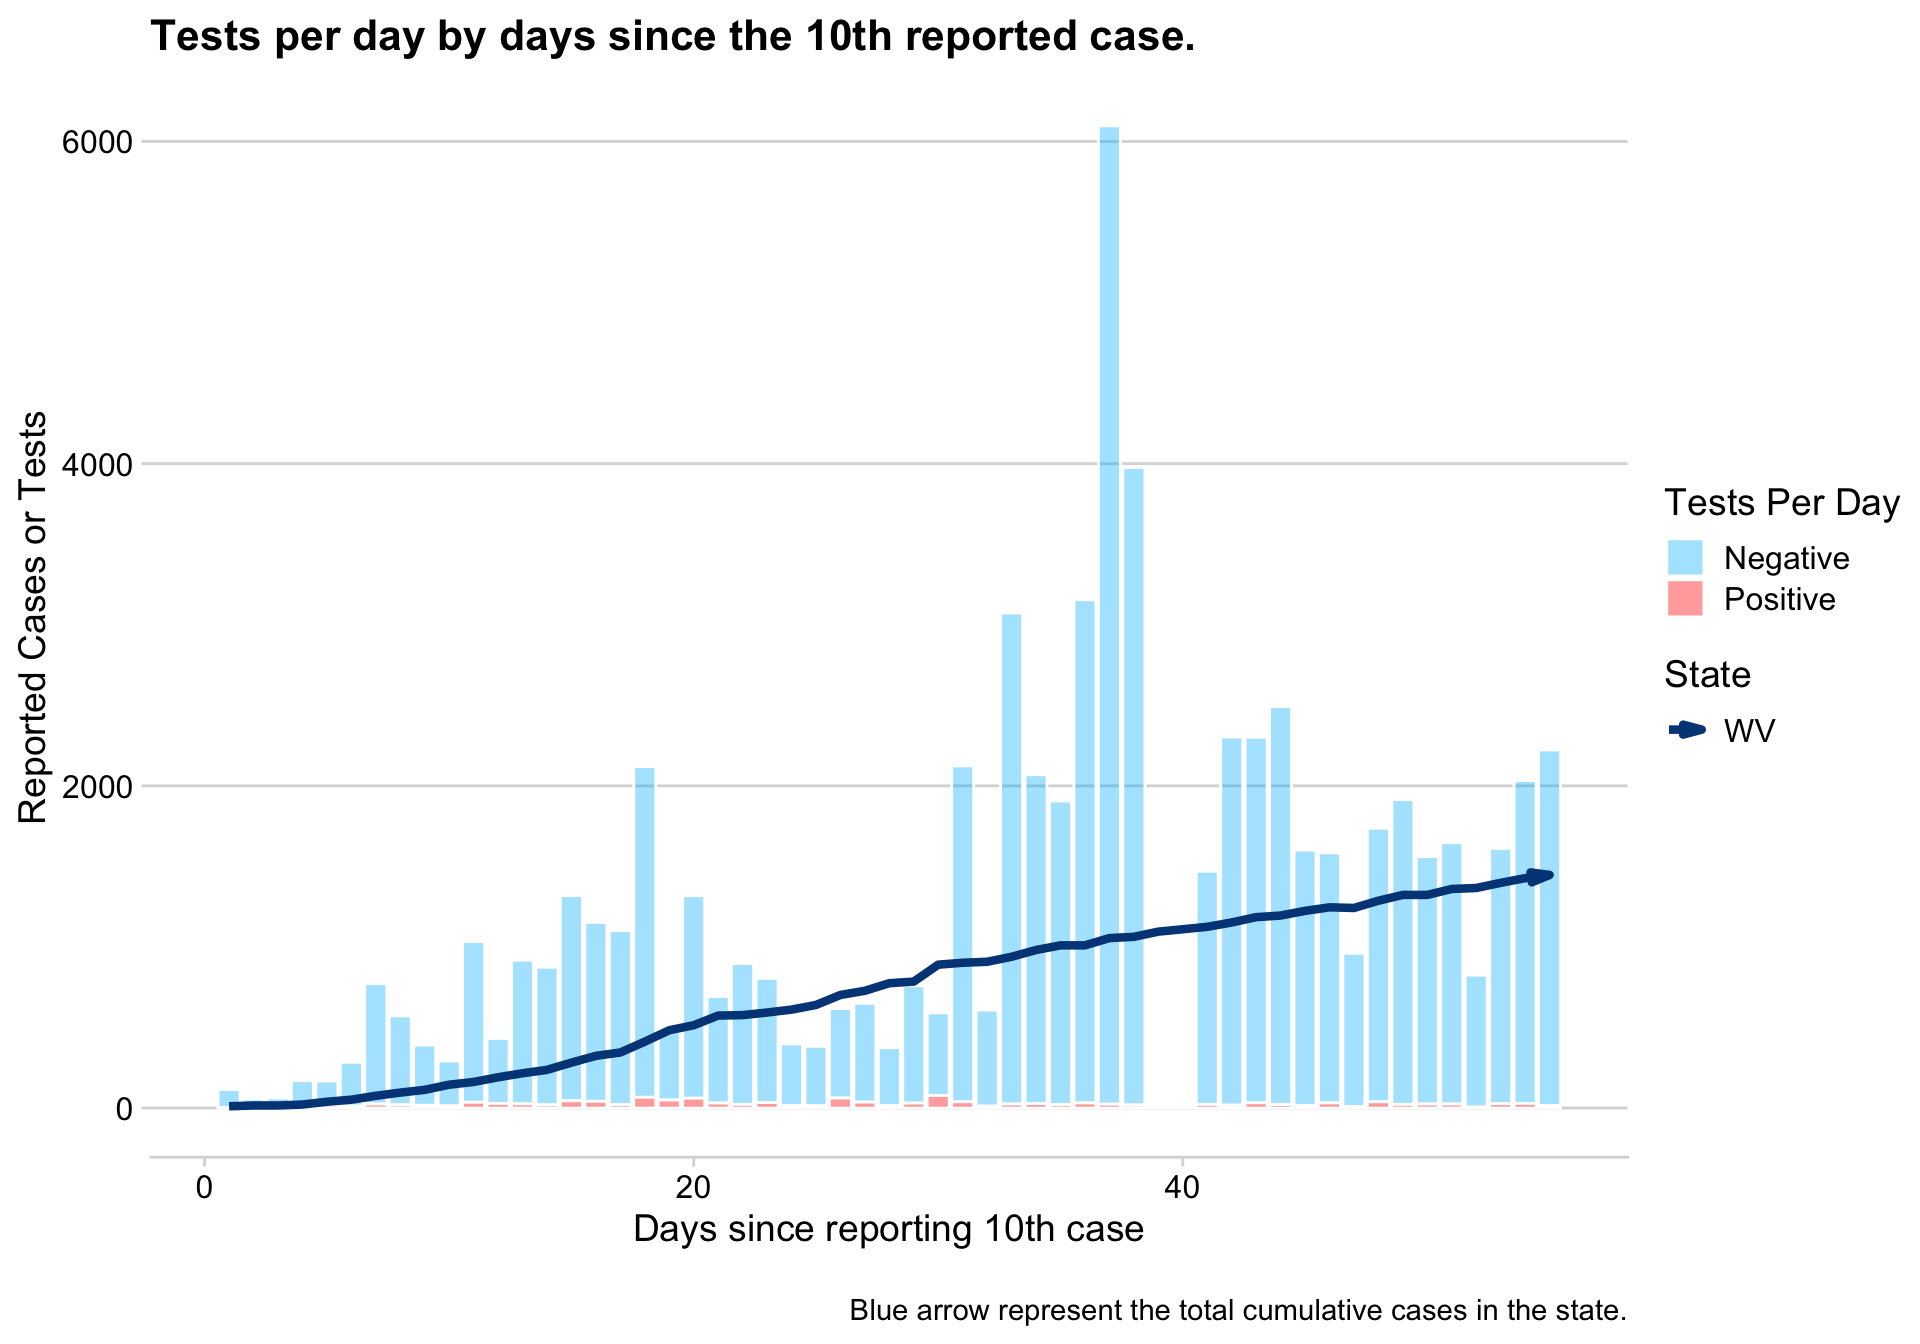 Tests per day by days since the 10th reported case.
Reported Cases or Tests
6000
4000
2000
0
0 20 40
Days since reporting 10th case
Tests Per Day
Negative
Positive
State
WV
Blue arrow represent the total cumulative cases in the state.